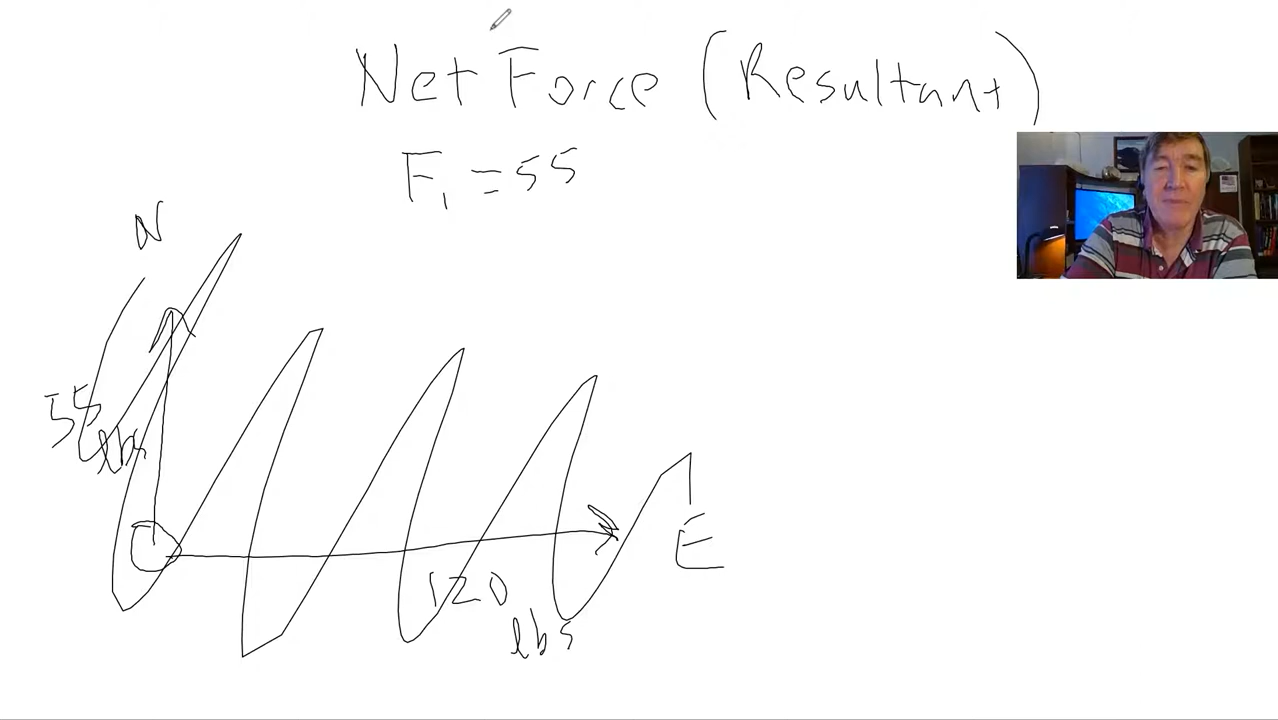 Net Force (Resultant)
F₁ = 55
N
55
lbs
E
120
lbs